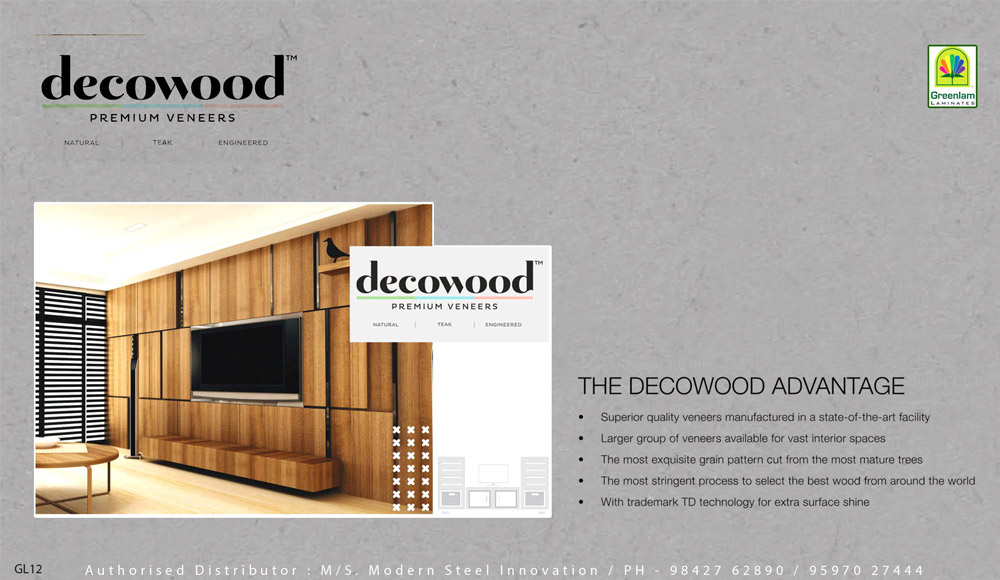 decowood™
PREMIUM VENEERS
NATURAL | TEAK | ENGINEERED
Greenlam
LAMINATES
decowood™
PREMIUM VENEERS
NATURAL | TEAK | ENGINEERED
THE DECOWOOD ADVANTAGE
• Superior quality veneers manufactured in a state-of-the-art facility
• Larger group of veneers available for vast interior spaces
• The most exquisite grain pattern cut from the most mature trees
• The most stringent process to select the best wood from around the world
• With trademark TD technology for extra surface shine
GL12
Authorised Distributor : M/S. Modern Steel Innovation / PH - 98427 62890 / 95970 27444